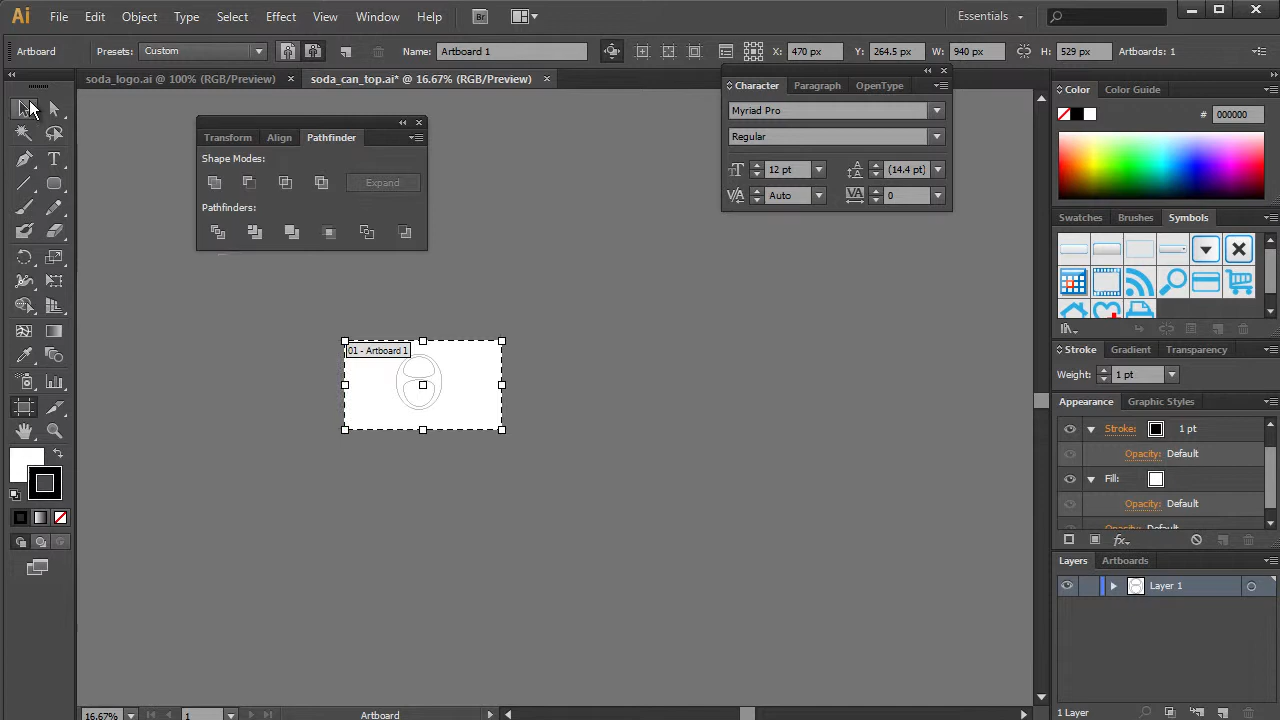 Ai File Edit Object Type Select Effect View Window Help Br Essentials
Artboard Presets: Custom Name: Artboard 1 X: 470 px Y: 264.5 px W: 940 px H: 529 px Artboards: 1
soda_logo.ai @ 100% (RGB/Preview) soda_can_top.ai* @ 16.67% (RGB/Preview)
Transform Align Pathfinder
Shape Modes:
Expand
Pathfinders:
Character Paragraph OpenType
Myriad Pro
Regular
12 pt (14.4 pt)
Auto 0
01 - Artboard 1
Color Color Guide
# 000000
Swatches Brushes Symbols
Stroke Gradient Transparency
Weight: 1 pt
Appearance Graphic Styles
Stroke: 1 pt
Opacity: Default
Fill:
Opacity: Default
Opacity: Default
Layers Artboards
Layer 1
1 Layer
16.67% 1 Artboard